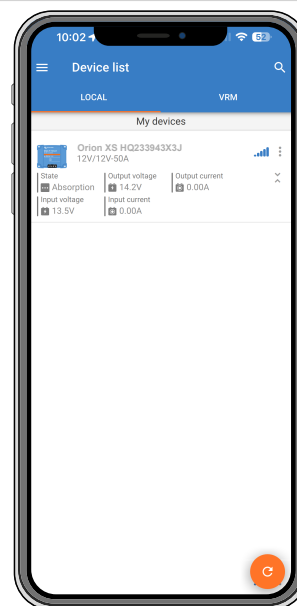 10:02
62
Device list
LOCAL
VRM
My devices
Orion XS HQ233943X3J
12V/12V-50A
State
Output voltage
Output current
Absorption
14.2V
0.00A
Input voltage
Input current
13.5V
0.00A